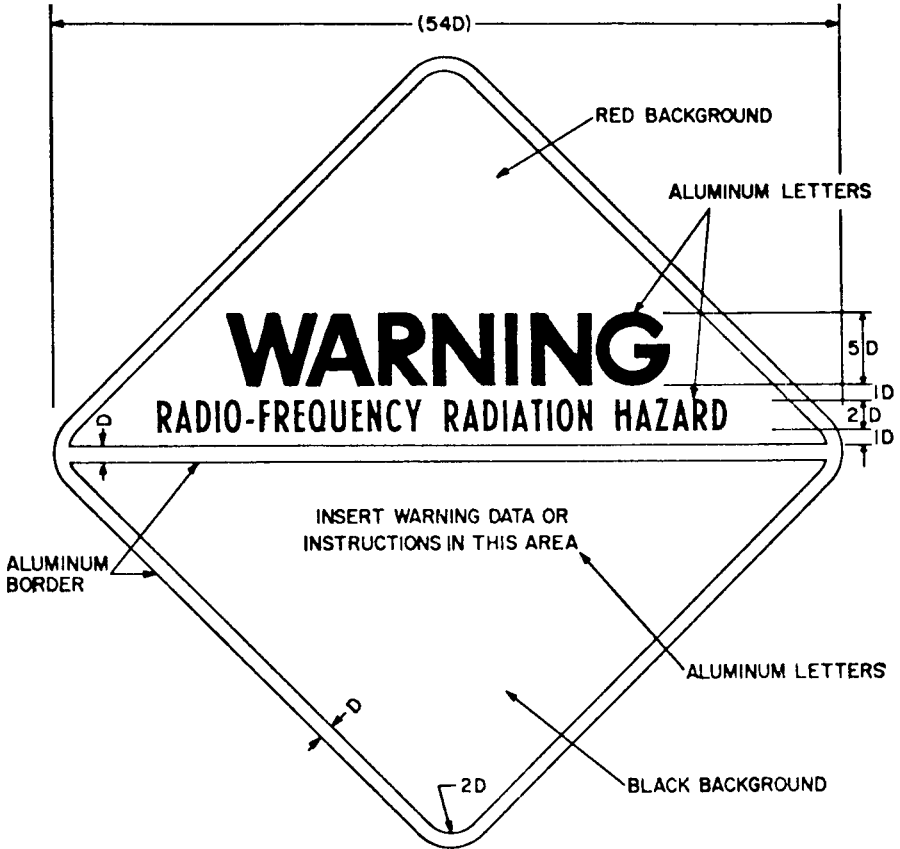 (54D)
RED BACKGROUND
ALUMINUM LETTERS
WARNING
5D
1D
RADIO-FREQUENCY RADIATION HAZARD
2D
1D
D
INSERT WARNING DATA OR
INSTRUCTIONS IN THIS AREA
ALUMINUM
BORDER
ALUMINUM LETTERS
D
2D
BLACK BACKGROUND